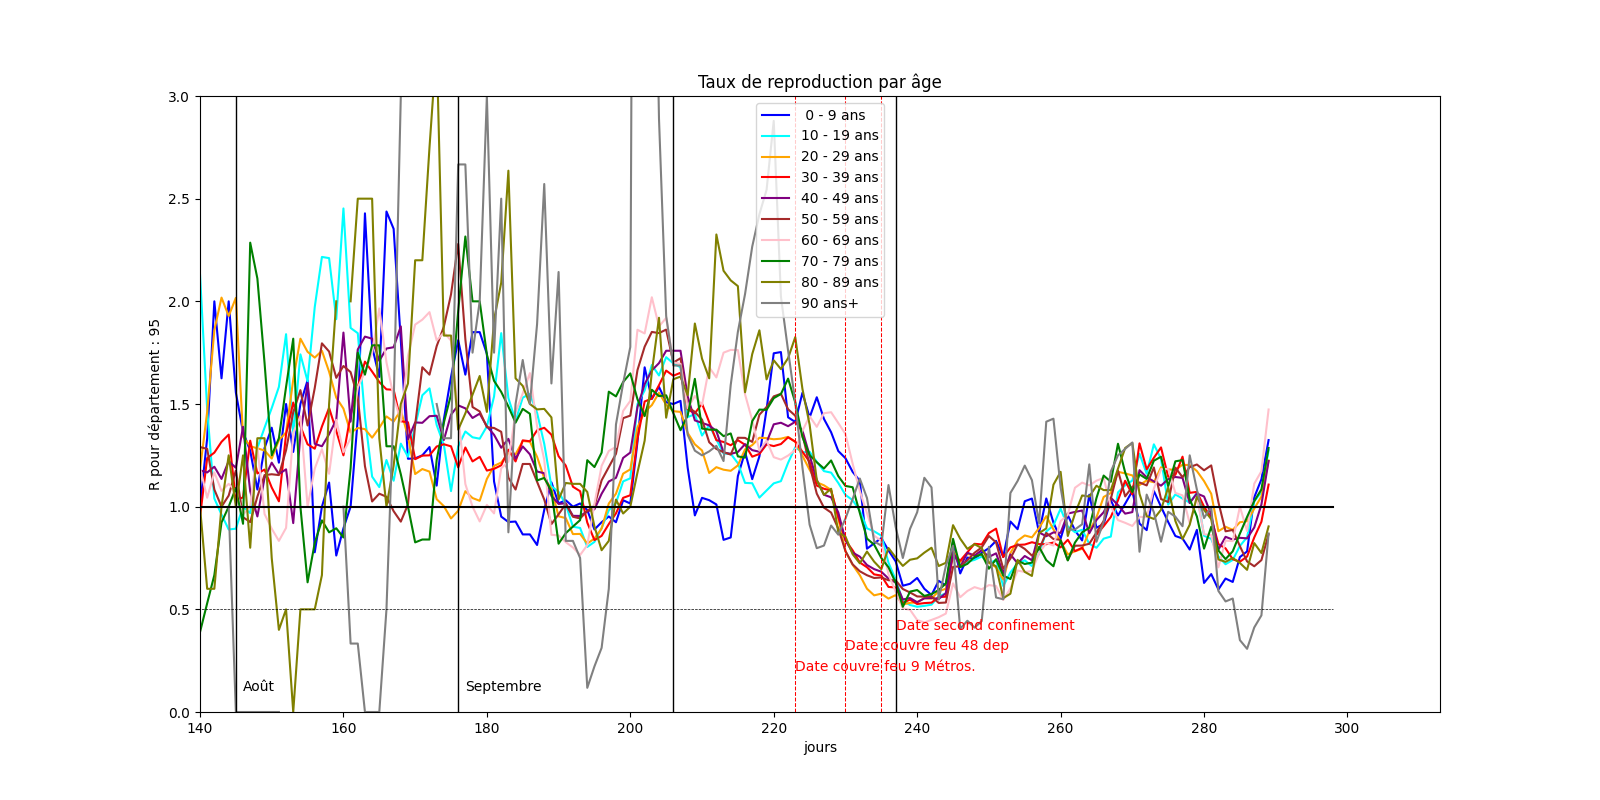 Taux de reproduction par âge
R pour département : 95
3.0
2.5
2.0
1.5
1.0
0.5
0.0
0 - 9 ans
10 - 19 ans
20 - 29 ans
30 - 39 ans
40 - 49 ans
50 - 59 ans
60 - 69 ans
70 - 79 ans
80 - 89 ans
90 ans+
Date second confinement
Date couvre feu 48 dep
Date couvre feu 9 Métros.
Août
Septembre
140 160 180 200 220 240 260 280 300
jours